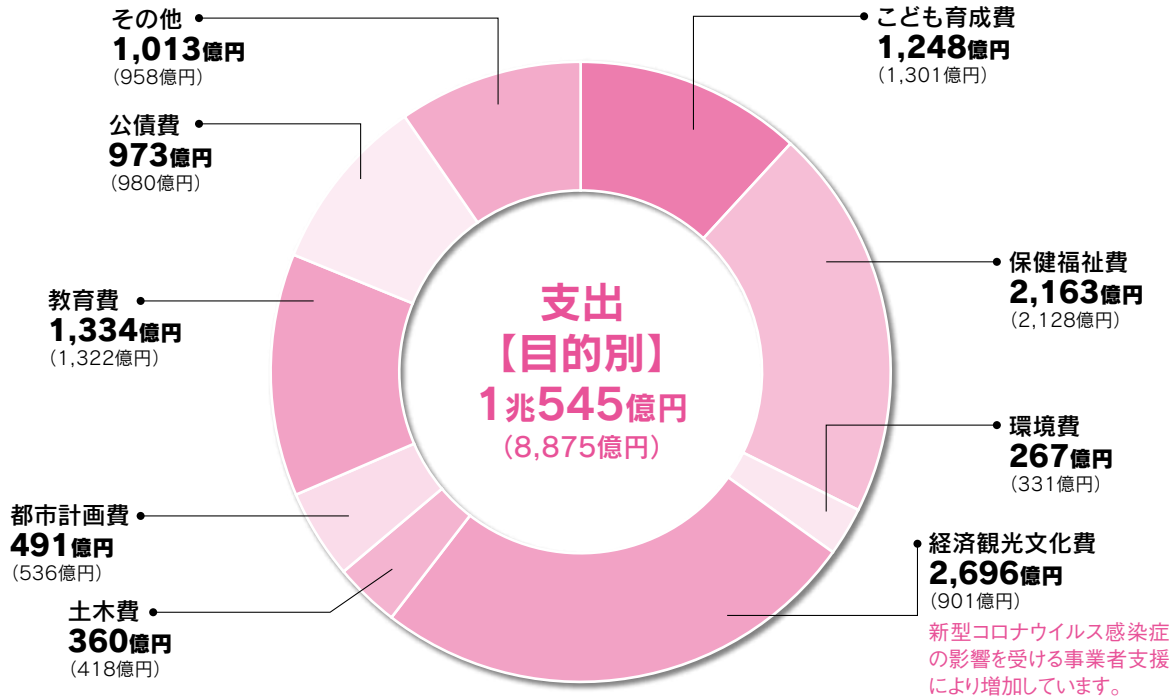 支出
【目的別】
1兆545億円
(8,875億円)
こども育成費
1,248億円
(1,301億円)
保健福祉費
2,163億円
(2,128億円)
環境費
267億円
(331億円)
経済観光文化費
2,696億円
(901億円)
新型コロナウイルス感染症
の影響を受ける事業者支援
により増加しています。
土木費
360億円
(418億円)
都市計画費
491億円
(536億円)
教育費
1,334億円
(1,322億円)
公債費
973億円
(980億円)
その他
1,013億円
(958億円)